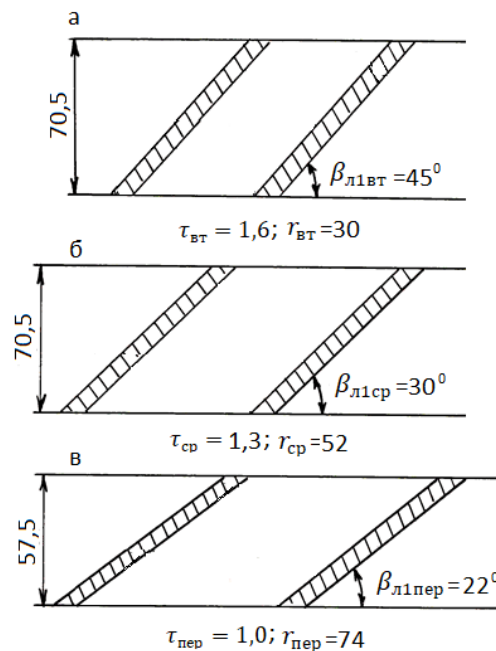 а
70,5
βл1вт =45⁰
τвт = 1,6; rвт =30
б
70,5
βл1ср =30⁰
τср = 1,3; rср =52
в
57,5
βл1пер =22⁰
τпер = 1,0; rпер =74